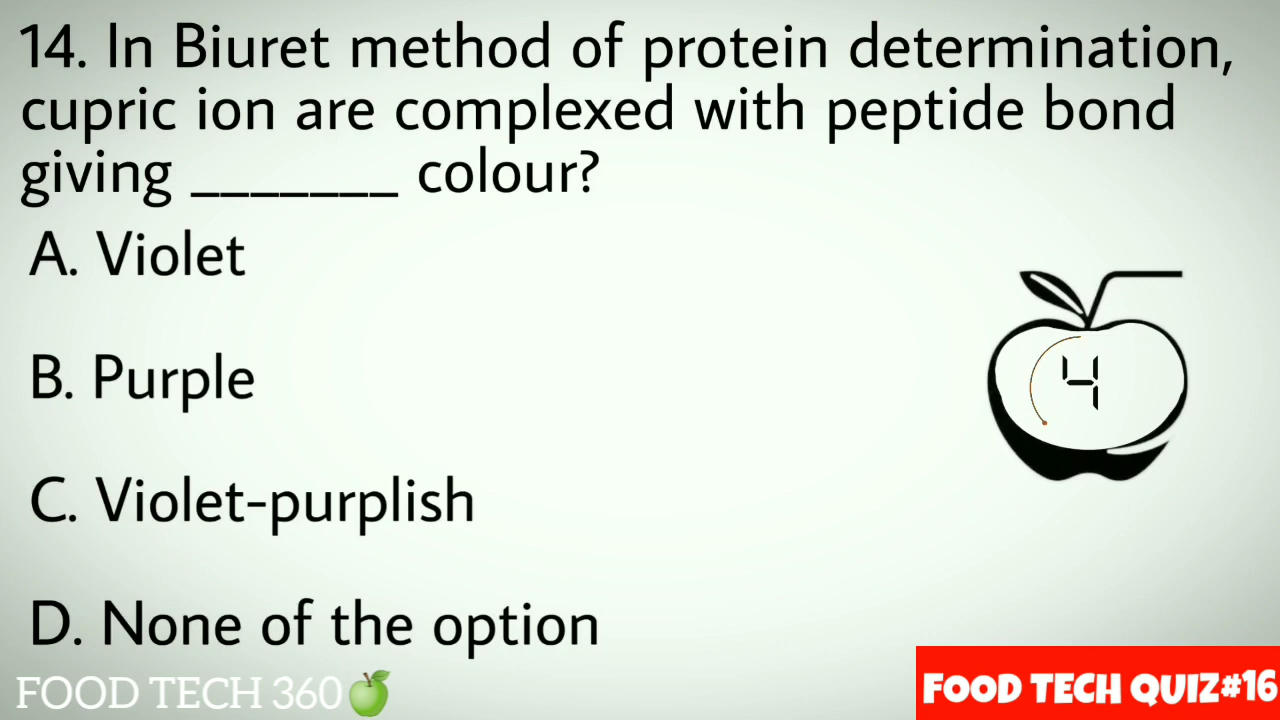 14. In Biuret method of protein determination,
cupric ion are complexed with peptide bond
giving _______ colour?
A. Violet
B. Purple
4
C. Violet-purplish
D. None of the option
FOOD TECH 360
FOOD TECH QUIZ#16